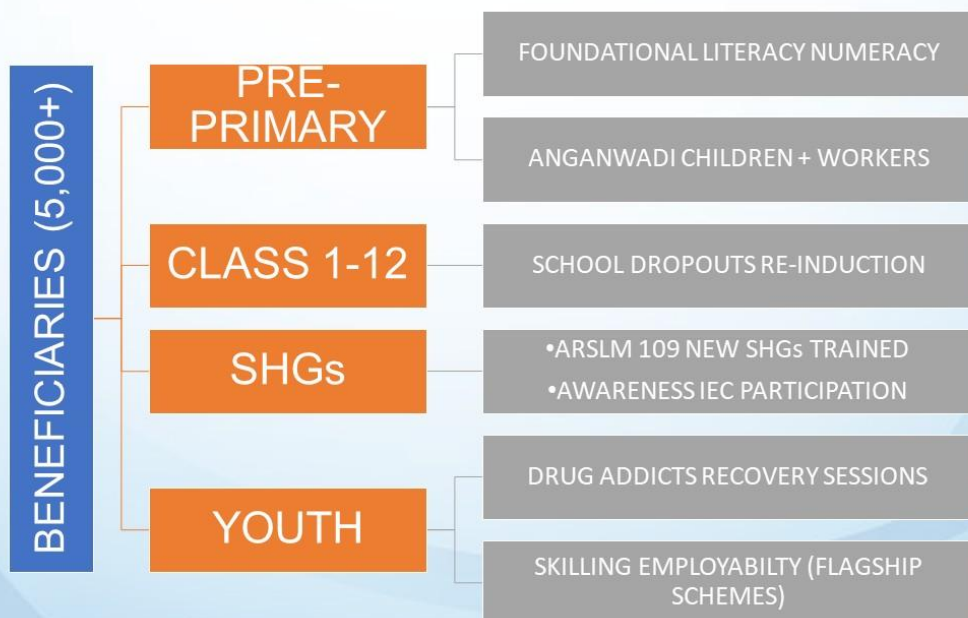 BENEFICIARIES (5,000+)
PRE-
PRIMARY
FOUNDATIONAL LITERACY NUMERACY
ANGANWADI CHILDREN + WORKERS
CLASS 1-12
SCHOOL DROPOUTS RE-INDUCTION
SHGs
•ARSLM 109 NEW SHGs TRAINED
•AWARENESS IEC PARTICIPATION
YOUTH
DRUG ADDICTS RECOVERY SESSIONS
SKILLING EMPLOYABILTY (FLAGSHIP
SCHEMES)